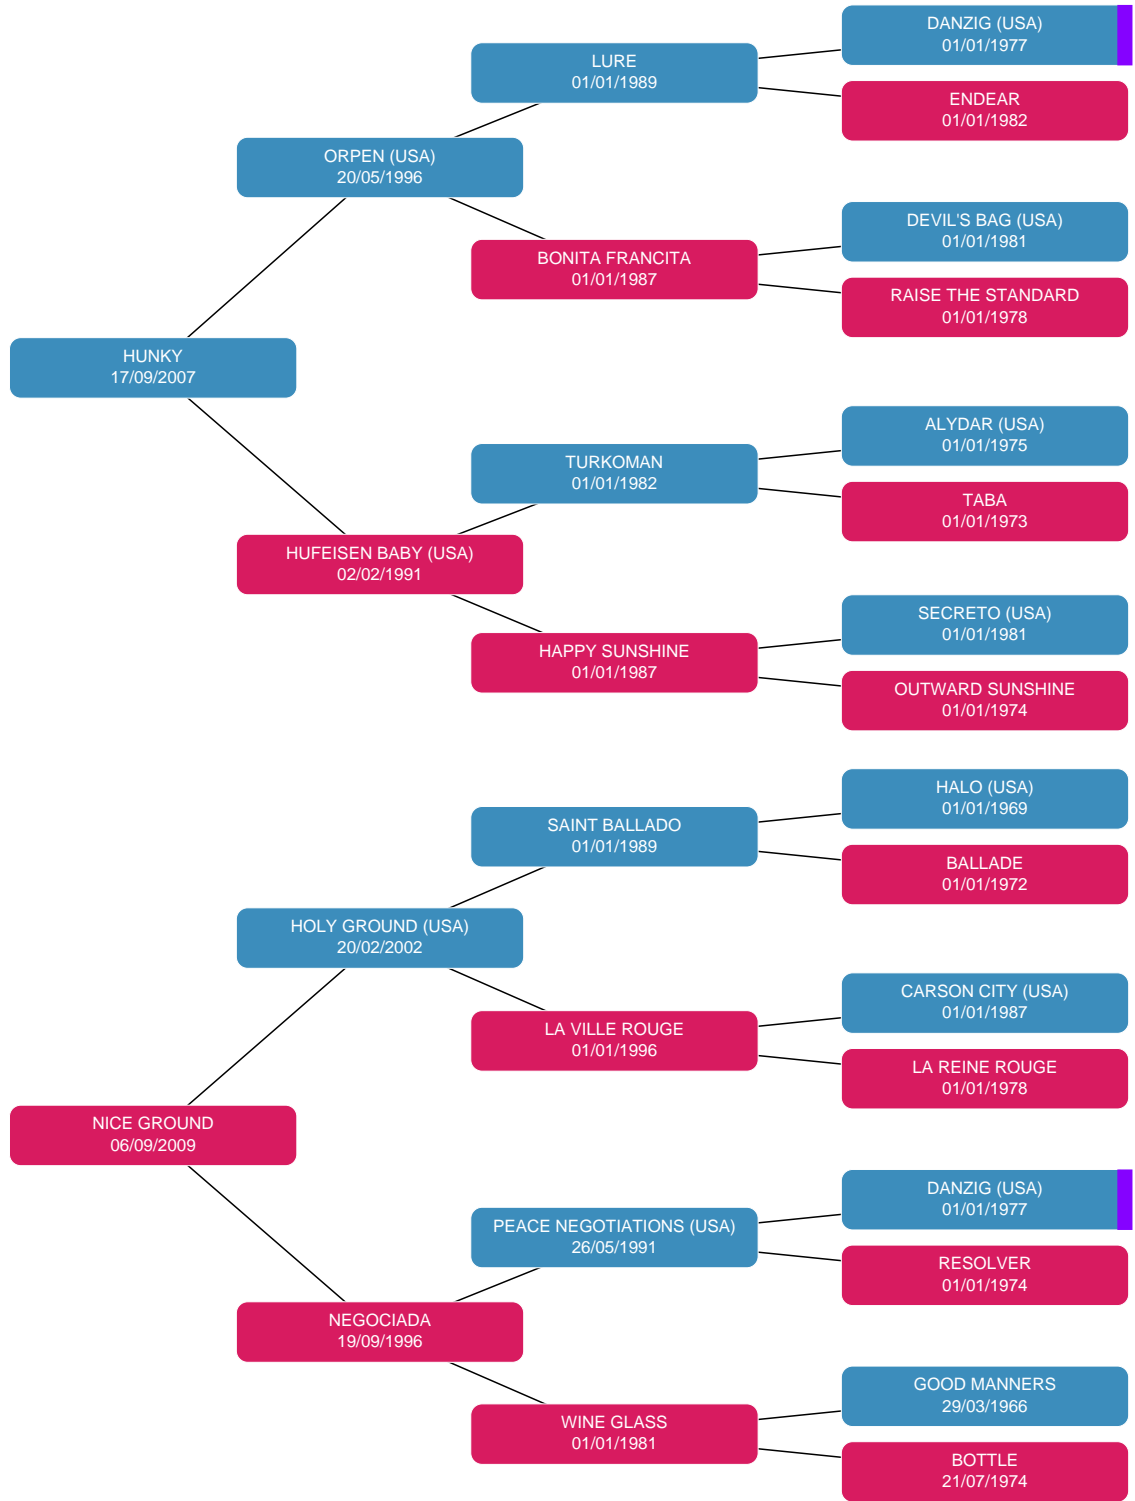 DANZIG (USA)
01/01/1977
LURE
01/01/1989
ENDEAR
01/01/1982
ORPEN (USA)
20/05/1996
DEVIL'S BAG (USA)
01/01/1981
BONITA FRANCITA
01/01/1987
RAISE THE STANDARD
01/01/1978
HUNKY
17/09/2007
ALYDAR (USA)
01/01/1975
TURKOMAN
01/01/1982
TABA
01/01/1973
HUFEISEN BABY (USA)
02/02/1991
SECRETO (USA)
01/01/1981
HAPPY SUNSHINE
01/01/1987
OUTWARD SUNSHINE
01/01/1974
HALO (USA)
01/01/1969
SAINT BALLADO
01/01/1989
BALLADE
01/01/1972
HOLY GROUND (USA)
20/02/2002
CARSON CITY (USA)
01/01/1987
LA VILLE ROUGE
01/01/1996
LA REINE ROUGE
01/01/1978
NICE GROUND
06/09/2009
DANZIG (USA)
01/01/1977
PEACE NEGOTIATIONS (USA)
26/05/1991
RESOLVER
01/01/1974
NEGOCIADA
19/09/1996
GOOD MANNERS
29/03/1966
WINE GLASS
01/01/1981
BOTTLE
21/07/1974